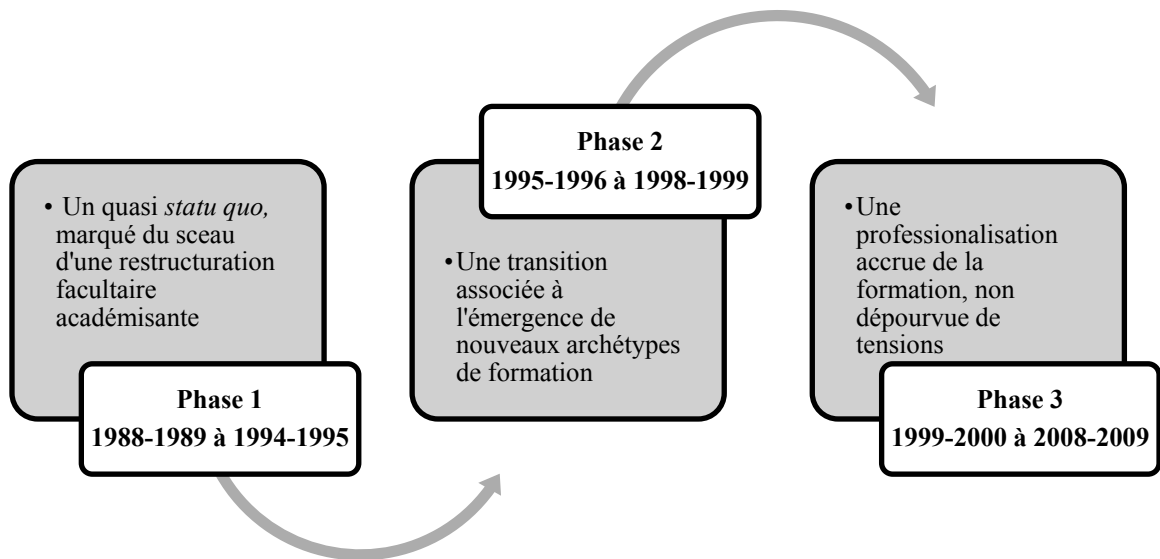 • Un quasi statu quo,
marqué du sceau
d'une restructuration
facultaire
académisante
Phase 1
1988-1989 à 1994-1995
Phase 2
1995-1996 à 1998-1999
•Une transition
associée à
l'émergence de
nouveaux archétypes
de formation
•Une
professionalisation
accrue de la
formation, non
dépourvue de
tensions
Phase 3
1999-2000 à 2008-2009